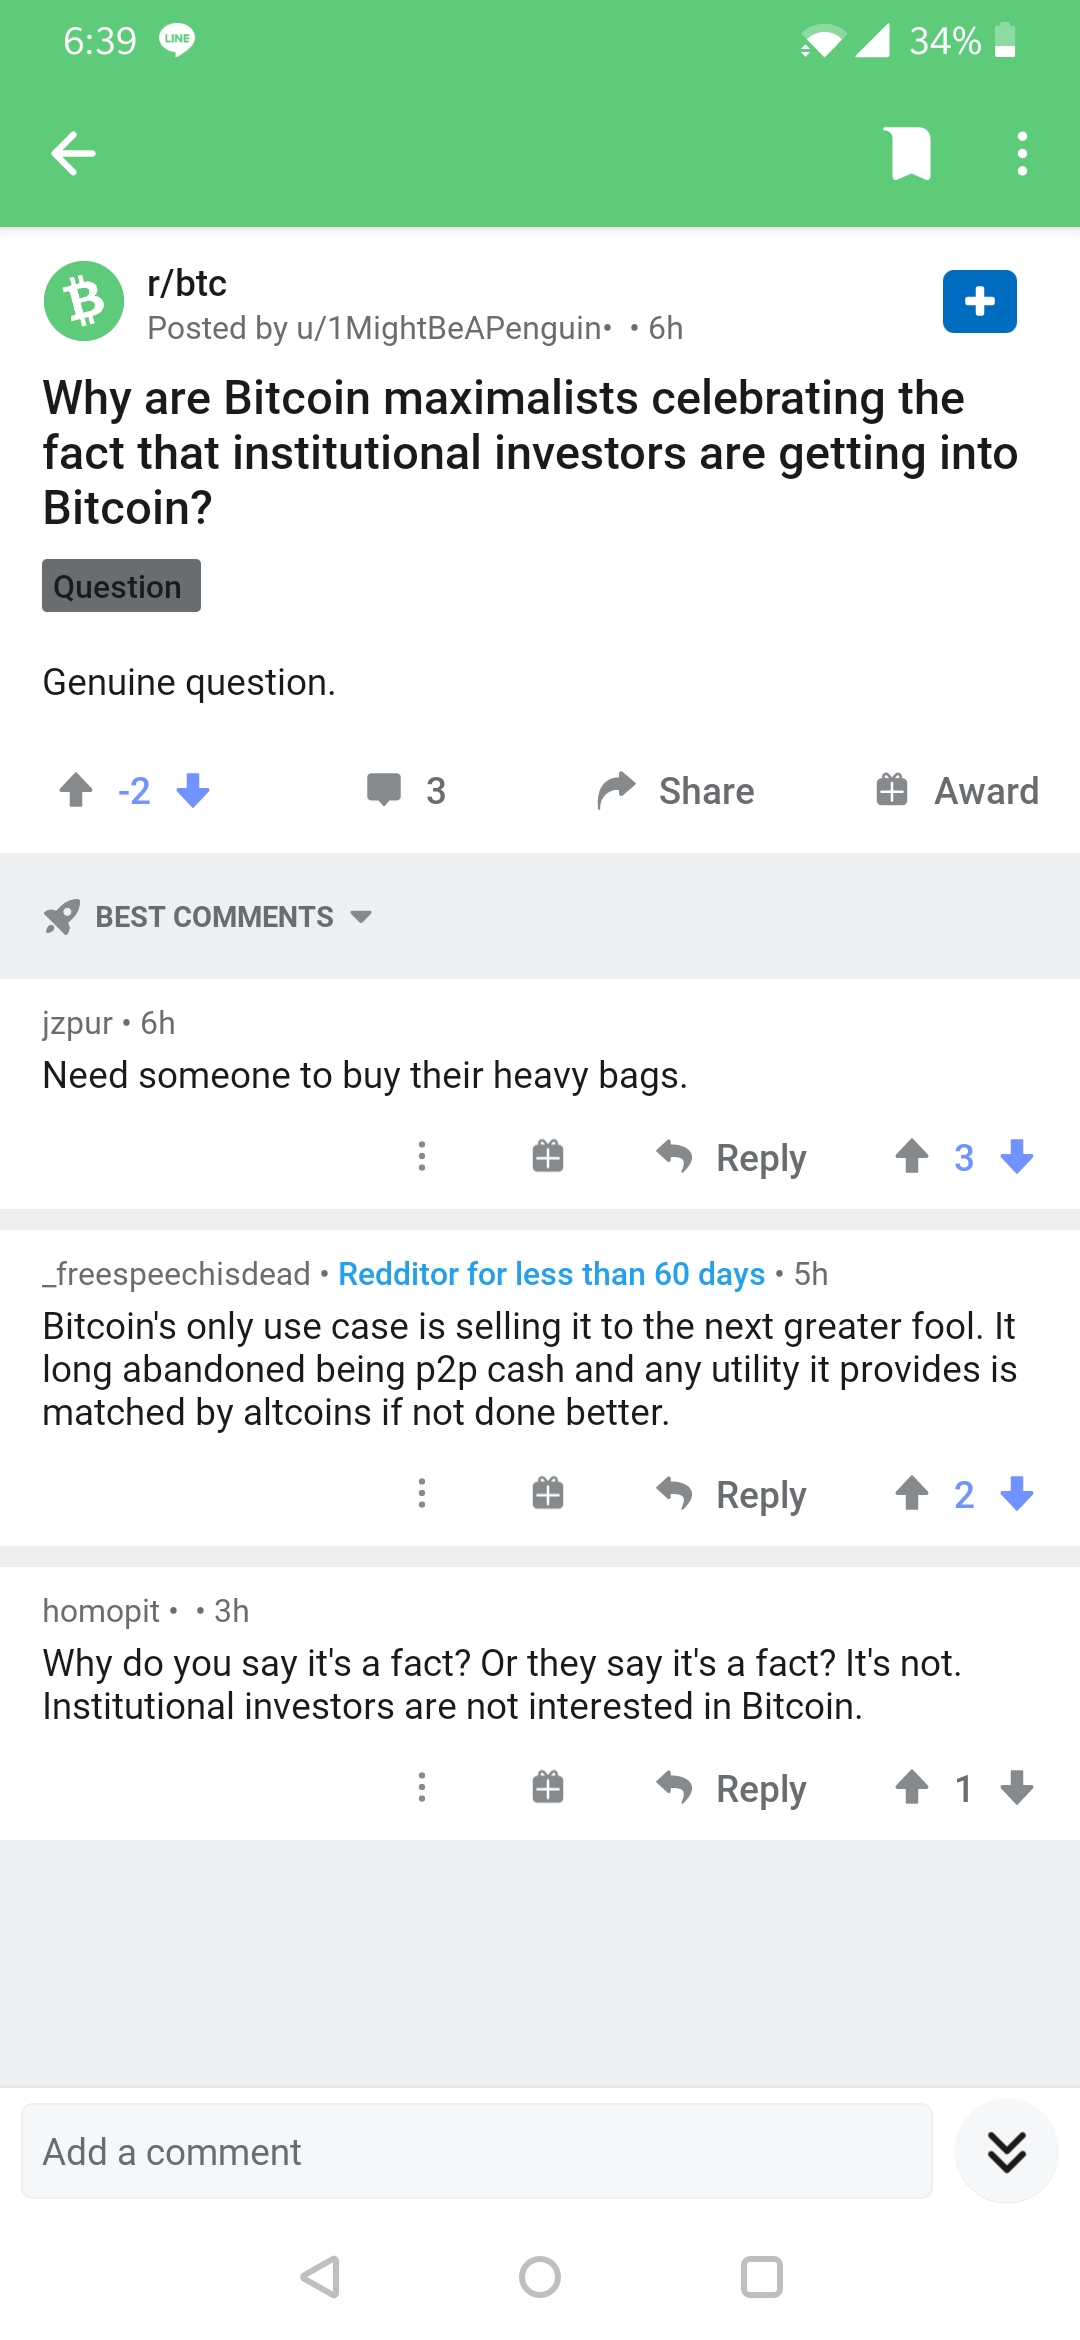 6:39 LINE 34%
r/btc
Posted by u/1MightBeAPenguin• • 6h
Why are Bitcoin maximalists celebrating the
fact that institutional investors are getting into
Bitcoin?
Question
Genuine question.
-2 3 Share Award
BEST COMMENTS
jzpur • 6h
Need someone to buy their heavy bags.
Reply 3
_freespeechisdead • Redditor for less than 60 days • 5h
Bitcoin's only use case is selling it to the next greater fool. It
long abandoned being p2p cash and any utility it provides is
matched by altcoins if not done better.
Reply 2
homopit • • 3h
Why do you say it's a fact? Or they say it's a fact? It's not.
Institutional investors are not interested in Bitcoin.
Reply 1
Add a comment